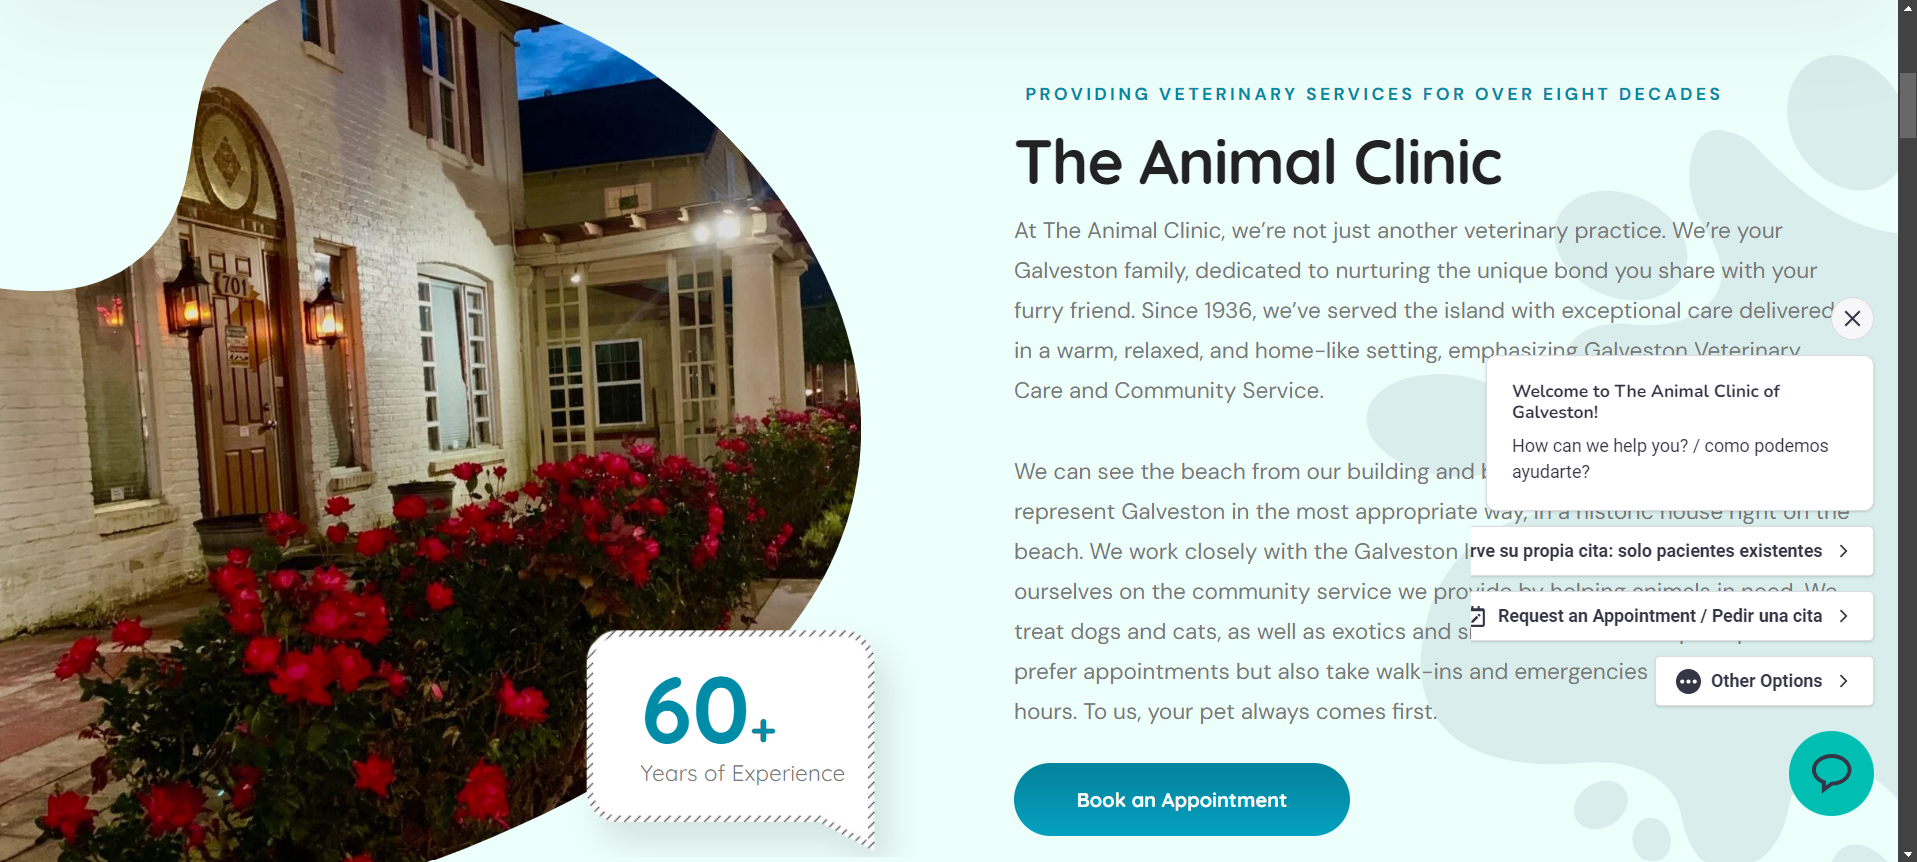 PROVIDING VETERINARY SERVICES FOR OVER EIGHT DECADES
The Animal Clinic
At The Animal Clinic, we’re not just another veterinary practice. We’re your
Galveston family, dedicated to nurturing the unique bond you share with your
furry friend. Since 1936, we’ve served the island with exceptional care delivered
in a warm, relaxed, and home-like setting, emphasizing Galveston Veterinary
Care and Community Service.
We can see the beach from our building and
represent Galveston in the most appropriate way, in a historic house right on the
beach. We work closely with the Galveston
ourselves on the community service we provide by helping animals in need. We
treat dogs and cats, as well as exotics and
prefer appointments but also take walk-ins and emergencies
hours. To us, your pet always comes first.
Book an Appointment
701
60+
Years of Experience
Welcome to The Animal Clinic of
Galveston!
How can we help you? / como podemos
ayudarte?
rve su propia cita: solo pacientes existentes
Request an Appointment / Pedir una cita
Other Options